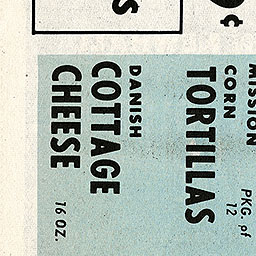 MISSION
CORN
TORTILLAS
PKG. of
12
DANISH
COTTAGE
CHEESE
16 OZ.
¢
S